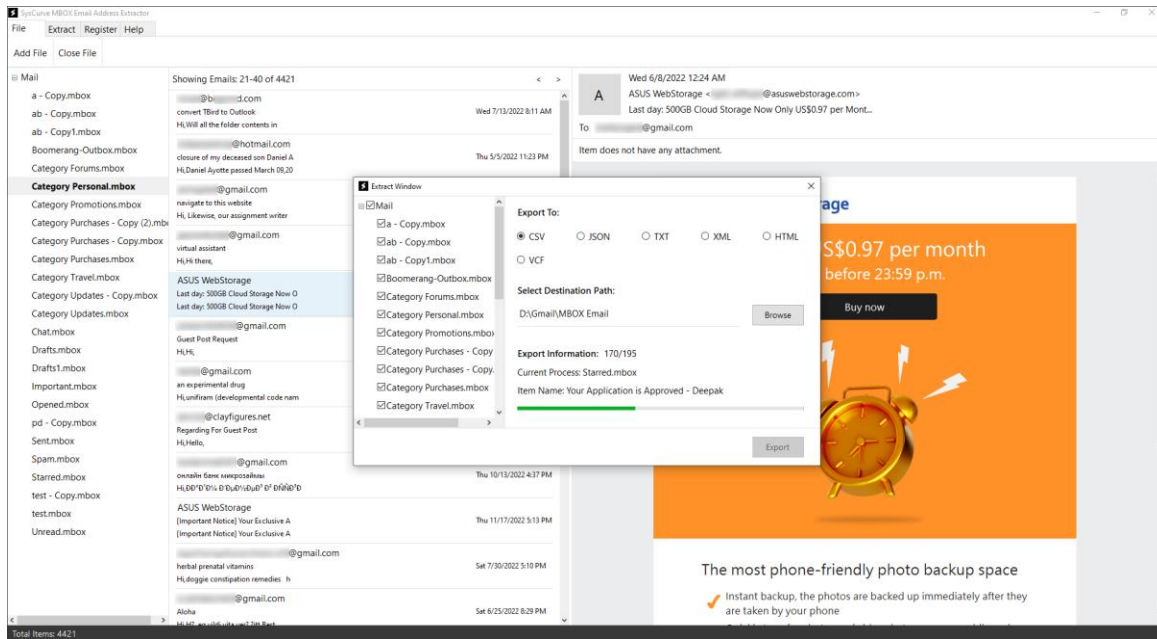 SysCurve MBOX Email Address Extractor
File Extract Register Help
Add File Close File
Mail
a - Copy.mbox
ab - Copy.mbox
ab - Copy1.mbox
Boomerang-Outbox.mbox
Category Forums.mbox
Category Personal.mbox
Category Promotions.mbox
Category Purchases - Copy (2).mb
Category Purchases - Copy.mbox
Category Purchases.mbox
Category Travel.mbox
Category Updates - Copy.mbox
Category Updates.mbox
Chat.mbox
Drafts.mbox
Drafts1.mbox
Important.mbox
Opened.mbox
pd - Copy.mbox
Sent.mbox
Spam.mbox
Starred.mbox
test - Copy.mbox
test.mbox
Unread.mbox
Showing Emails: 21-40 of 4421 < >
d.com
convert TBird to Outlook Wed 7/13/2022 8:11 AM
Hi,Will all the folder contents in
@hotmail.com
closure of my deceased son Daniel A Thu 5/5/2022 11:23 PM
Hi,Daniel Ayotte passed March 09,20
@gmail.com
navigate to this website
Hi, Likewise, our assignment writer
@gmail.com
virtual assistant
Hi,Hi there,
ASUS WebStorage
Last day: 500GB Cloud Storage Now O
Last day: 500GB Cloud Storage Now O
@gmail.com
Guest Post Request
Hi,Hi,
@gmail.com
an experimental drug
Hi,unifiram (developmental code nam
@clayfigures.net
Regarding For Guest Post
Hi,Hello,
@gmail.com
онлайн банк микрозаймы Thu 10/13/2022 4:37 PM
ASUS WebStorage
[Important Notice] Your Exclusive A Thu 11/17/2022 5:13 PM
[Important Notice] Your Exclusive A
@gmail.com
herbal prenatal vitamins Sat 7/30/2022 5:10 PM
Hi,doggie constipation remedies h
@gmail.com
Aloha Sat 6/25/2022 8:29 PM
A
Wed 6/8/2022 12:24 AM
ASUS WebStorage < @asuswebstorage.com>
Last day: 500GB Cloud Storage Now Only US$0.97 per Mont...
To @gmail.com
Item does not have any attachment.
rage
S$0.97 per month
before 23:59 p.m.
Buy now
The most phone-friendly photo backup space
Instant backup, the photos are backed up immediately after they
are taken by your phone
Extract Window
Mail
a - Copy.mbox
ab - Copy.mbox
ab - Copy1.mbox
Boomerang-Outbox.mbox
Category Forums.mbox
Category Personal.mbox
Category Promotions.mbo
Category Purchases - Copy
Category Purchases - Copy.
Category Purchases.mbox
Category Travel.mbox
Export To:
CSV JSON TXT XML HTML
VCF
Select Destination Path:
D:\Gmail\MBOX Email Browse
Export Information: 170/195
Current Process: Starred.mbox
Item Name: Your Application is Approved - Deepak
Export
Total Items: 4421